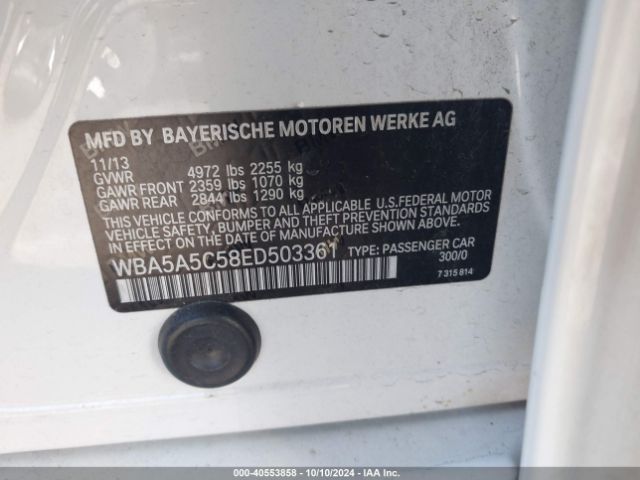 MFD BY BAYERISCHE MOTOREN WERKE AG
11/13
GVWR 4972 lbs 2255 kg
GAWR FRONT 2359 lbs 1070 kg
GAWR REAR 2844 lbs 1290 kg
THIS VEHICLE CONFORMS TO ALL APPLICABLE U.S.FEDERAL MOTOR
VEHICLE SAFETY, BUMPER, AND THEFT PREVENTION STANDARDS
IN EFFECT ON THE DATE OF MANUFACTURE SHOWN ABOVE.
WBA5A5C58ED503361 TYPE: PASSENGER CAR
300/0
7 315 814
000-40553858 - 10/10/2024 - IAA Inc.